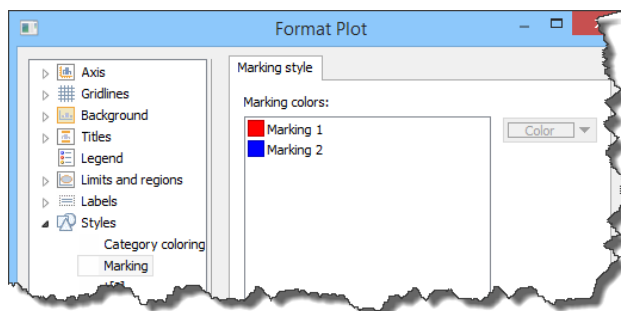 Format Plot
Axis
Gridlines
Background
Titles
Legend
Limits and regions
Labels
Styles
Category coloring
Marking
Marking style
Marking colors:
Marking 1
Marking 2
Color